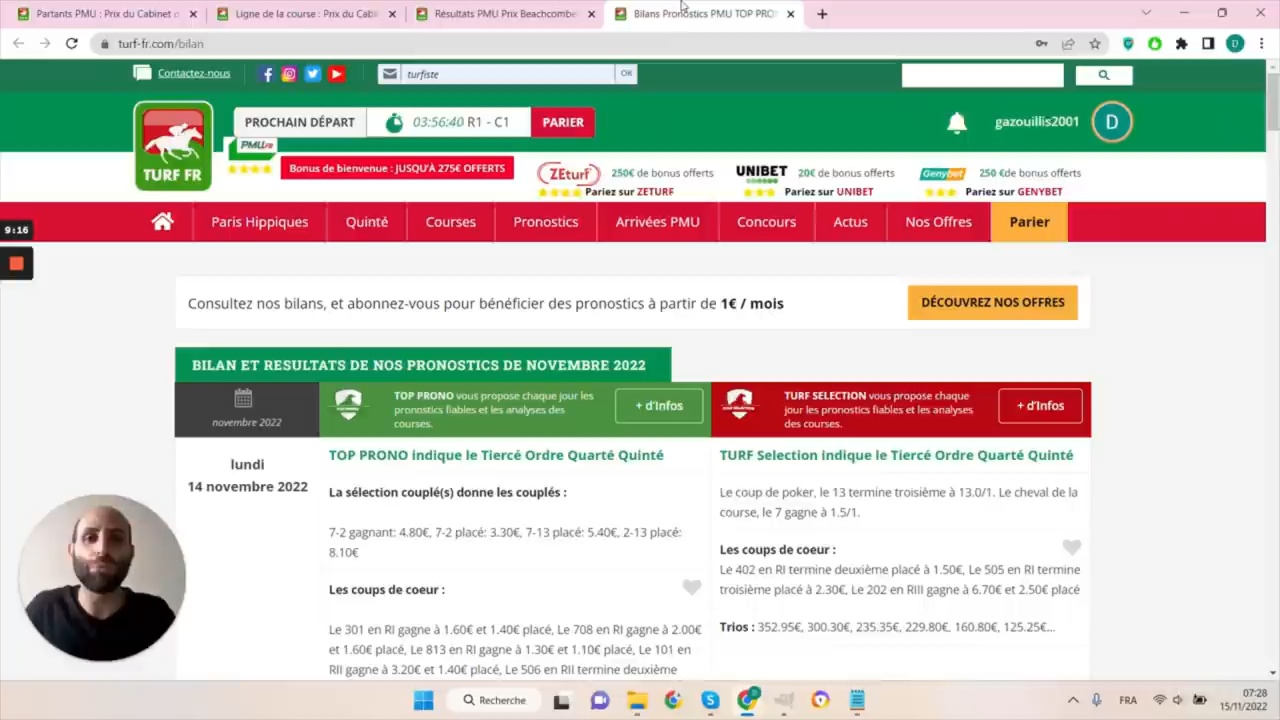 Partants PMU : Prix du Cabinet d
Ligne de la course : Prix du Cabi
Résultats PMU Prix Beachcombe
Bilans Pronostics PMU TOP PRO
turf-fr.com/bilan
Contactez-nous
turfiste
OK
PROCHAIN DÉPART
03:56:40 R1 - C1
PARIER
gazouillis2001
D
TURF FR
PMU.FR
Bonus de bienvenue : JUSQU'À 275€ OFFERTS
ZEturf
250€ de bonus offerts
Pariez sur ZETURF
UNIBET
20€ de bonus offerts
Pariez sur UNIBET
Genybet
250 €de bonus offerts
Pariez sur GENYBET
9:16
Paris Hippiques
Quinté
Courses
Pronostics
Arrivées PMU
Concours
Actus
Nos Offres
Parier
Consultez nos bilans, et abonnez-vous pour bénéficier des pronostics à partir de 1€ / mois
DÉCOUVREZ NOS OFFRES
BILAN ET RESULTATS DE NOS PRONOSTICS DE NOVEMBRE 2022
novembre 2022
TOP PRONO vous propose chaque jour les
pronostics fiables et les analyses des
courses.
+ d'Infos
TURF SELECTION vous propose chaque
jour les pronostics fiables et les analyses
des courses.
+ d'Infos
lundi
14 novembre 2022
TOP PRONO indique le Tiercé Ordre Quarté Quinté
La sélection couplé(s) donne les couplés :
7-2 gagnant: 4.80€, 7-2 placé: 3.30€, 7-13 placé: 5.40€, 2-13 placé:
8.10€
Les coups de coeur :
Le 301 en RI gagne à 1.60€ et 1.40€ placé, Le 708 en RI gagne à 2.00€
et 1.60€ placé, Le 813 en RI gagne à 1.30€ et 1.10€ placé, Le 101 en
RII gagne à 3.20€ et 1.40€ placé, Le 506 en RII termine deuxième
TURF Selection indique le Tiercé Ordre Quarté Quinté
Le coup de poker, le 13 termine troisième à 13.0/1. Le cheval de la
course, le 7 gagne à 1.5/1.
Les coups de coeur :
Le 402 en RI termine deuxième placé à 1.50€, Le 505 en RI termine
troisième placé à 2.30€, Le 202 en RIII gagne à 6.70€ et 2.50€ placé
Trios : 352.95€, 300.30€, 235.35€, 229.80€, 160.80€, 125.25€...
Recherche
FRA
07:28
15/11/2022